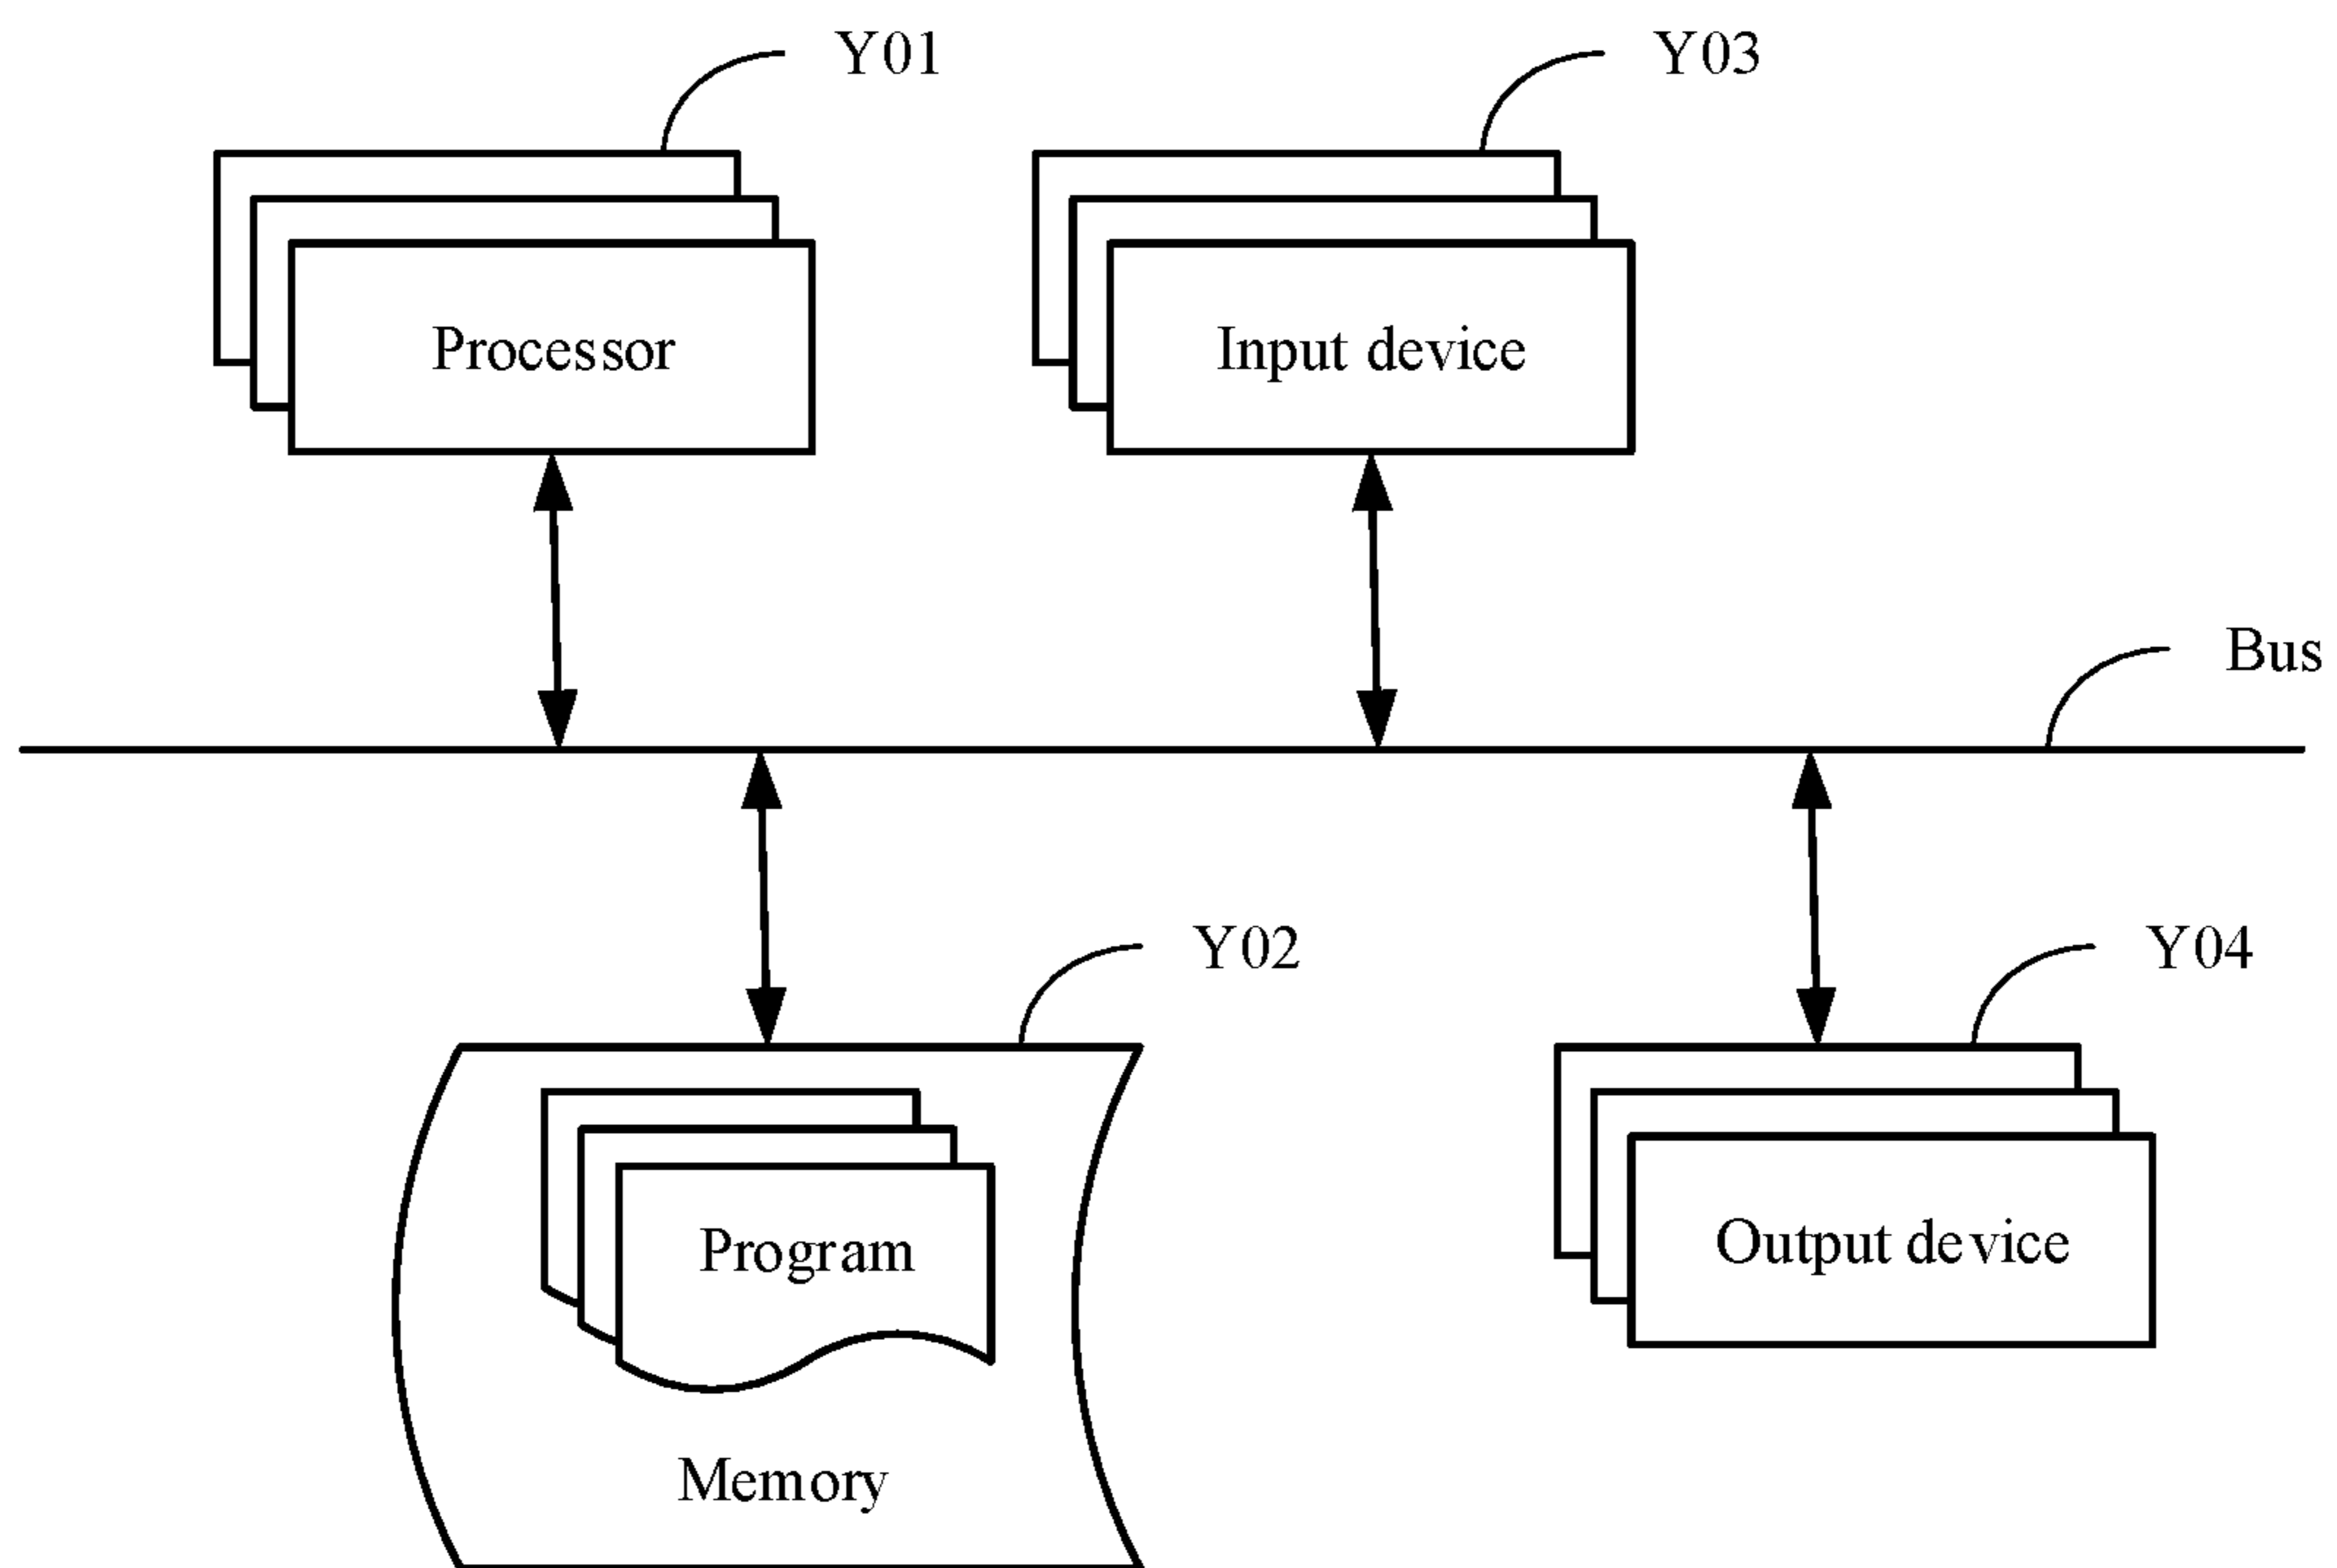 Y01
Y03
Processor
Input device
Bus
Y02
Y04
Program
Output device
Memory